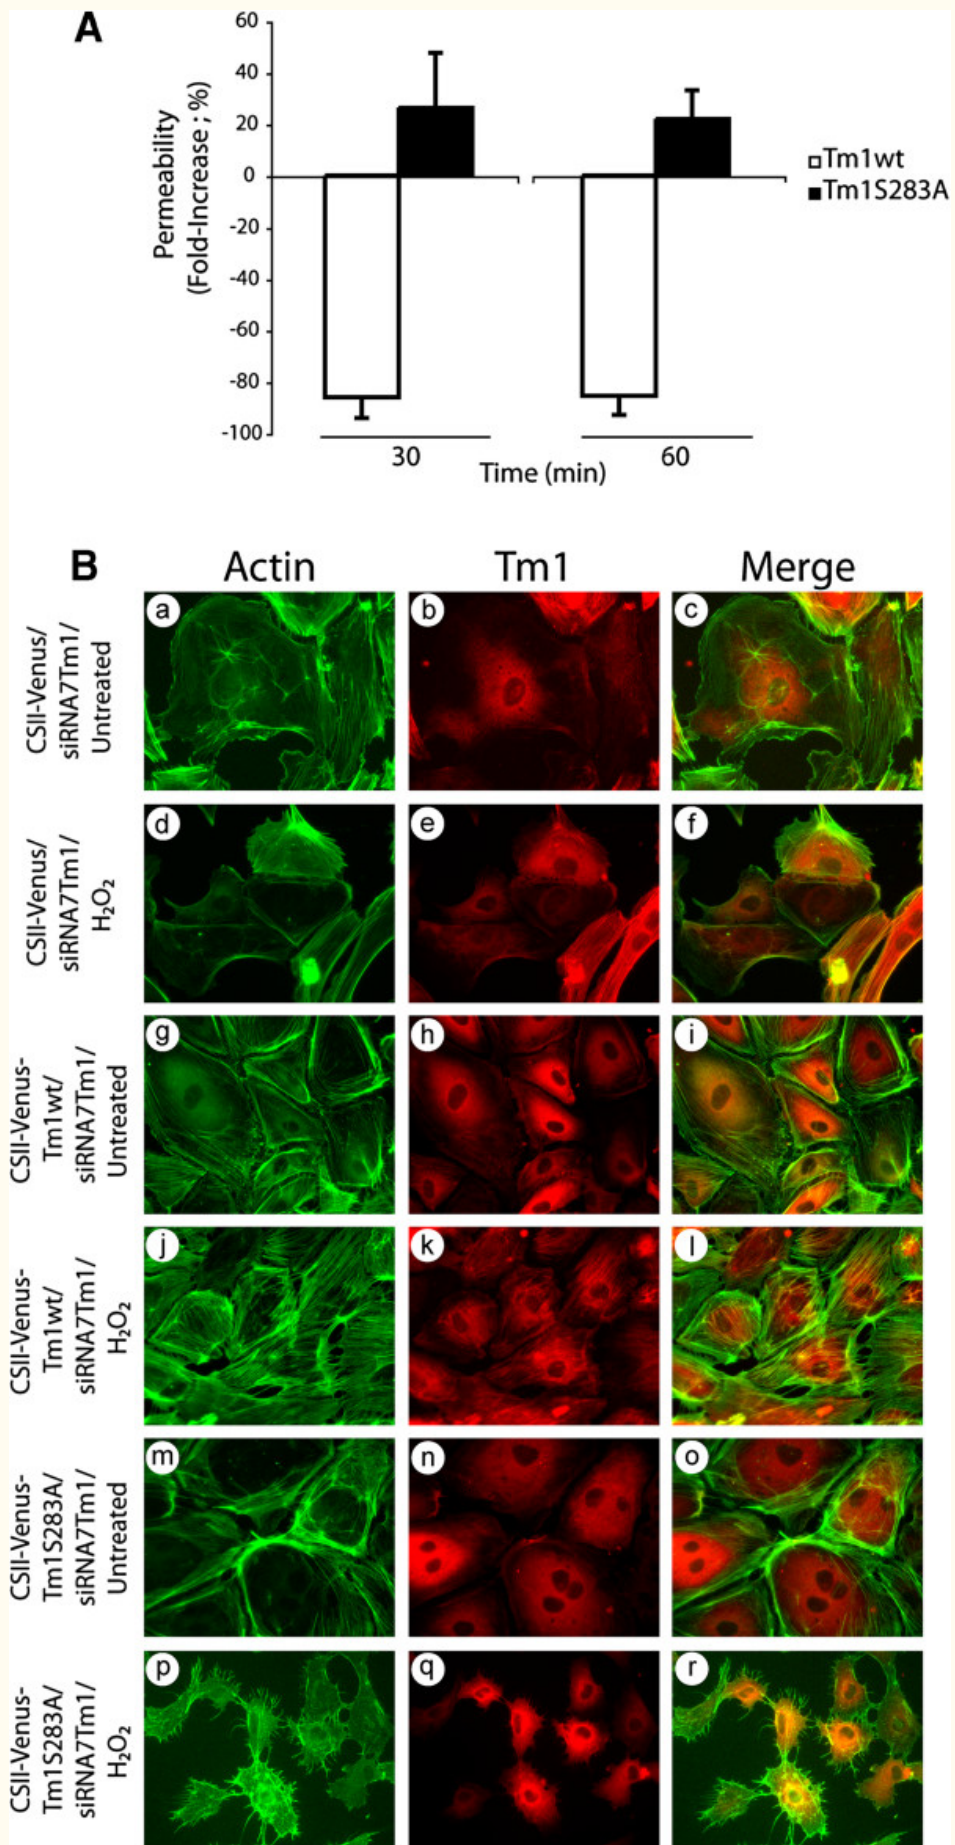 A
60
40
20
0
-20
-40
-60
-80
-100
Permeability
(Fold-Increase ; %)
Tm1wt
Tm1S283A
30
60
Time (min)
B
Actin
Tm1
Merge
CSII-Venus/
siRNA7Tm1/
Untreated
a
b
c
CSII-Venus/
siRNA7Tm1/
H₂O₂
d
e
f
CSII-Venus-
Tm1wt/
siRNA7Tm1/
Untreated
g
h
i
CSII-Venus-
Tm1wt/
siRNA7Tm1/
H₂O₂
j
k
l
CSII-Venus-
Tm1S283A/
siRNA7Tm1/
Untreated
m
n
o
CSII-Venus-
Tm1S283A/
siRNA7Tm1/
H₂O₂
p
q
r